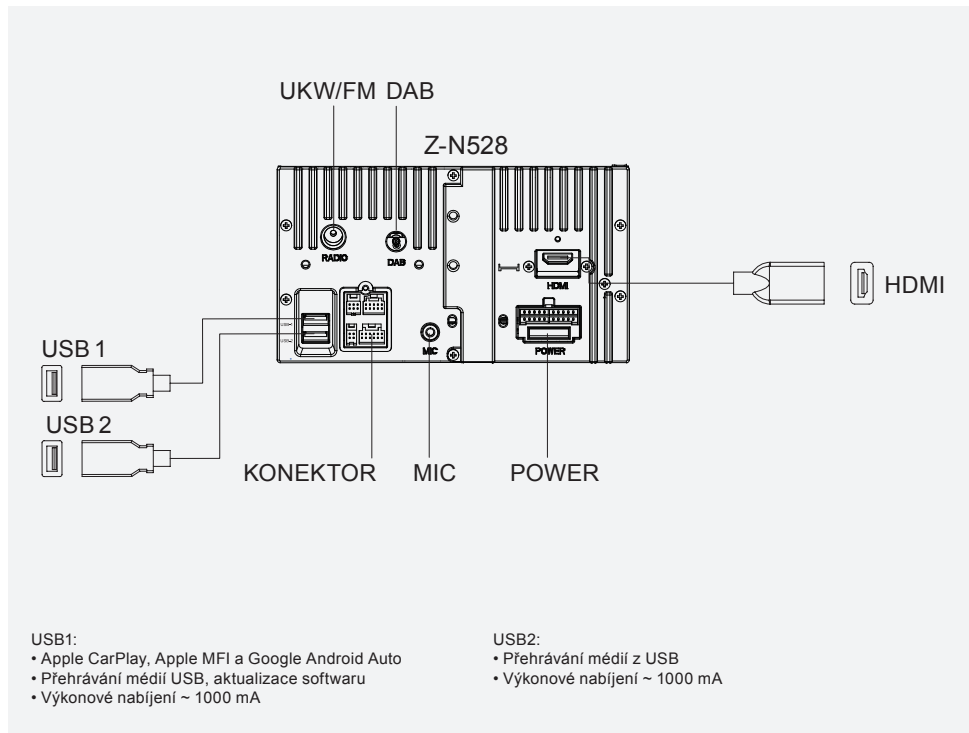 UKW/FM DAB
Z-N528
RADIO
DAB
HDMI
HDMI
USB 1
MIC
POWER
USB 2
KONEKTOR
MIC
POWER
USB1:
• Apple CarPlay, Apple MFI a Google Android Auto
• Přehrávání médií USB, aktualizace softwaru
• Výkonové nabíjení ~ 1000 mA
USB2:
• Přehrávání médií z USB
• Výkonové nabíjení ~ 1000 mA